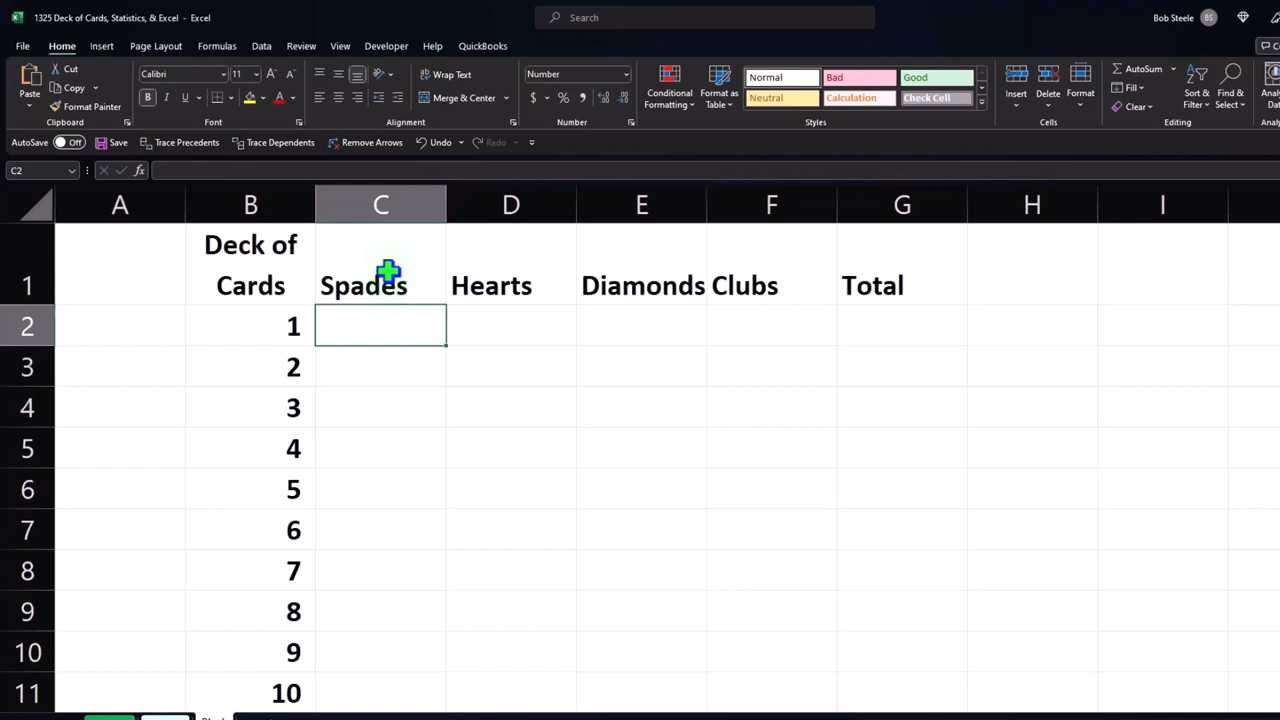 1325 Deck of Cards, Statistics, & Excel - Excel
Search
Bob Steele BS
File Home Insert Page Layout Formulas Data Review View Developer Help QuickBooks
Paste
Cut
Copy
Format Painter
Clipboard
Calibri 11
B I U
Font
Wrap Text
Merge & Center
Alignment
Number
$ % ,
Number
Conditional Formatting
Format as Table
Normal Bad Good
Neutral Calculation Check Cell
Styles
Insert Delete Format
Cells
AutoSum
Fill
Clear
Sort & Filter
Find & Select
Editing
AutoSave Off Save Trace Precedents Trace Dependents Remove Arrows Undo Redo
C2 fx
A B C D E F G H I
1 Deck of Cards Spades Hearts Diamonds Clubs Total
2 1
3 2
4 3
5 4
6 5
7 6
8 7
9 8
10 9
11 10